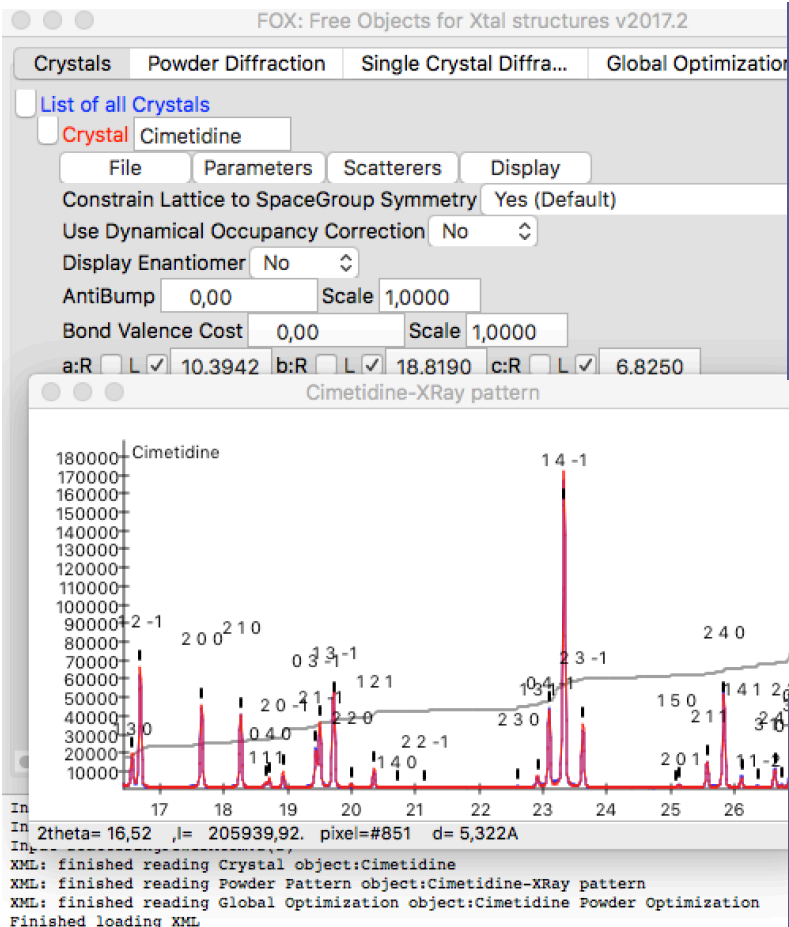 FOX: Free Objects for Xtal structures v2017.2
Crystals Powder Diffraction Single Crystal Diffra... Global Optimization
List of all Crystals
Crystal Cimetidine
File Parameters Scatterers Display
Constrain Lattice to SpaceGroup Symmetry Yes (Default)
Use Dynamical Occupancy Correction No
Display Enantiomer No
AntiBump 0,00 Scale 1,0000
Bond Valence Cost 0,00 Scale 1,0000
a:R L 10.3942 b:R L 18.8190 c:R L 6.8250
Cimetidine-XRay pattern
Cimetidine
180000
170000
160000
150000
140000
130000
120000
110000
100000
90000
80000
70000
60000
50000
40000
30000
20000
10000
1 4 -1
1 2 -1
2 0 0
2 1 0
1 3 -1
2 4 0
2 3 -1
1 2 1
2 0 -1
2 1 -1
2 2 0
2 3 0
1 5 0
1 4 1
2 1 1
1 3 0
0 4 0
1 1 1
2 2 -1
1 4 0
2 0 1
17 18 19 20 21 22 23 24 25 26
In
In
2theta= 16,52 ,I= 205939,92. pixel=#851 d= 5,322A
XML: finished reading Crystal object:Cimetidine
XML: finished reading Powder Pattern object:Cimetidine-XRay pattern
XML: finished reading Global Optimization object:Cimetidine Powder Optimization
Finished loading XML